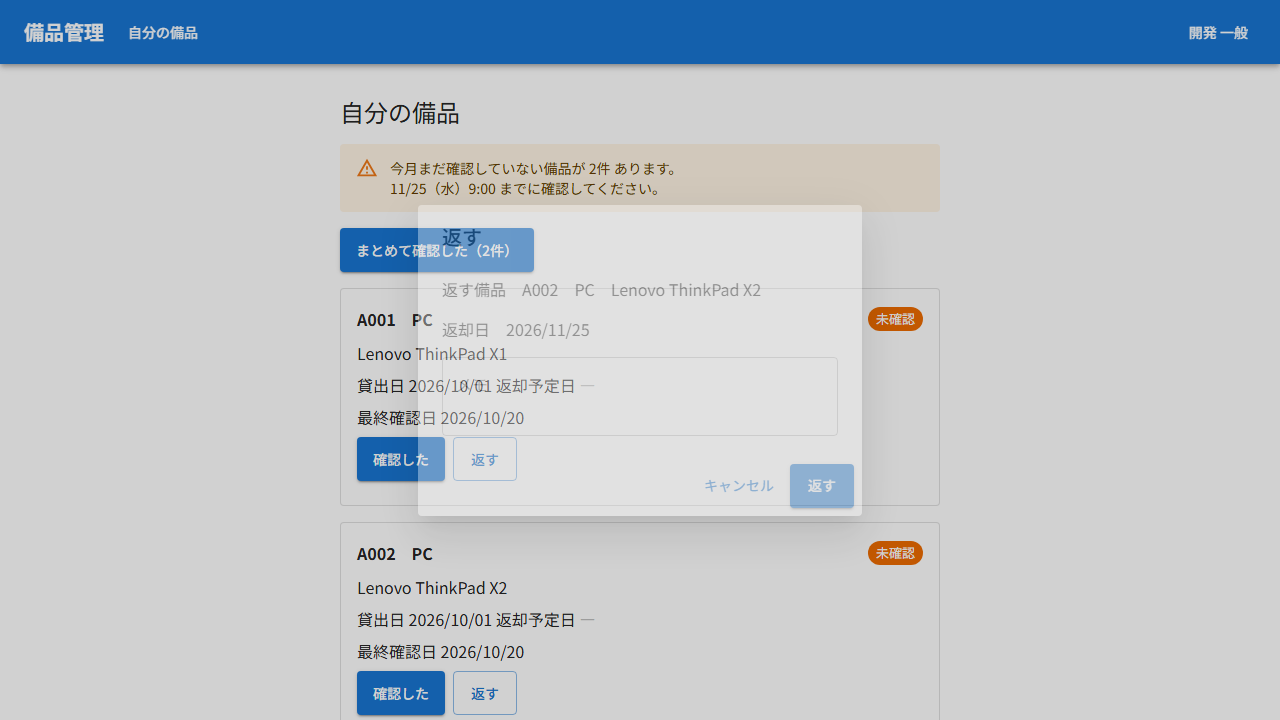 備品管理 自分の備品 開発 一般
自分の備品
今月まだ確認していない備品が 2件 あります。
11/25（水）9:00 までに確認してください。
まとめて確認した（2件）
返す
返す備品 A002 PC Lenovo ThinkPad X2
返却日 2026/11/25
メモ
キャンセル 返す
A001 PC 未確認
Lenovo ThinkPad X1
貸出日 2026/10/01 返却予定日 —
最終確認日 2026/10/20
確認した 返す
A002 PC 未確認
Lenovo ThinkPad X2
貸出日 2026/10/01 返却予定日 —
最終確認日 2026/10/20
確認した 返す